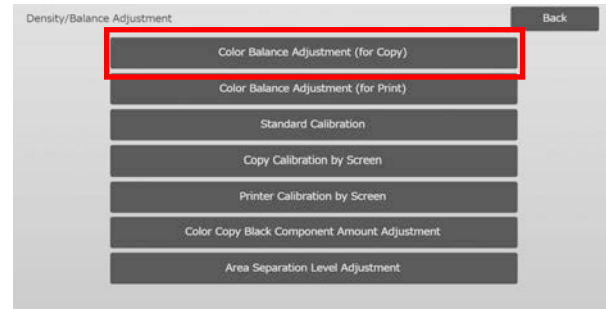 Density/Balance Adjustment
Back
Color Balance Adjustment (for Copy)
Color Balance Adjustment (for Print)
Standard Calibration
Copy Calibration by Screen
Printer Calibration by Screen
Color Copy Black Component Amount Adjustment
Area Separation Level Adjustment